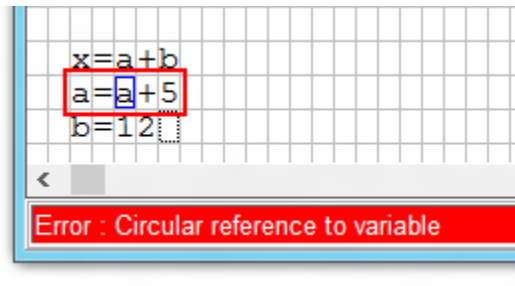 x=a+b
a=a+5
b=12
Error : Circular reference to variable